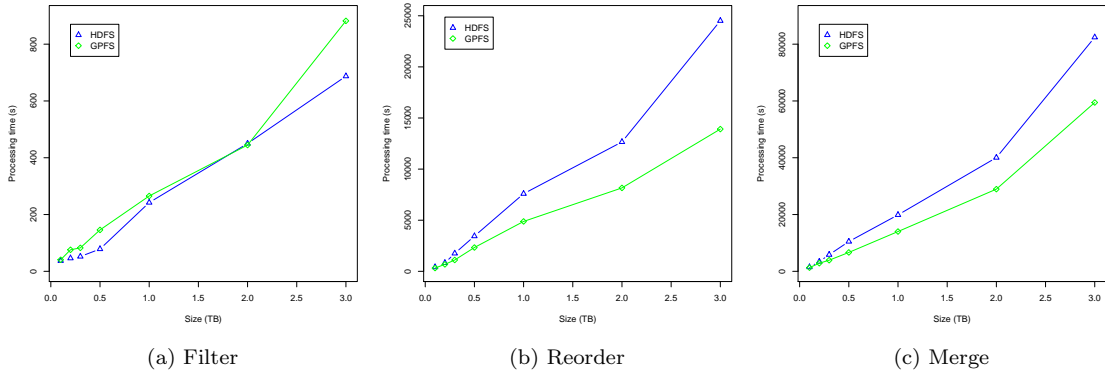 HDFS
GPFS
Processing time (s)
0
200
400
600
800
0.0 0.5 1.0 1.5 2.0 2.5 3.0
Size (TB)
(a) Filter
HDFS
GPFS
Processing time (s)
0
5000
10000
15000
20000
25000
0.0 0.5 1.0 1.5 2.0 2.5 3.0
Size (TB)
(b) Reorder
HDFS
GPFS
Processing time (s)
0
20000
40000
60000
80000
0.0 0.5 1.0 1.5 2.0 2.5 3.0
Size (TB)
(c) Merge